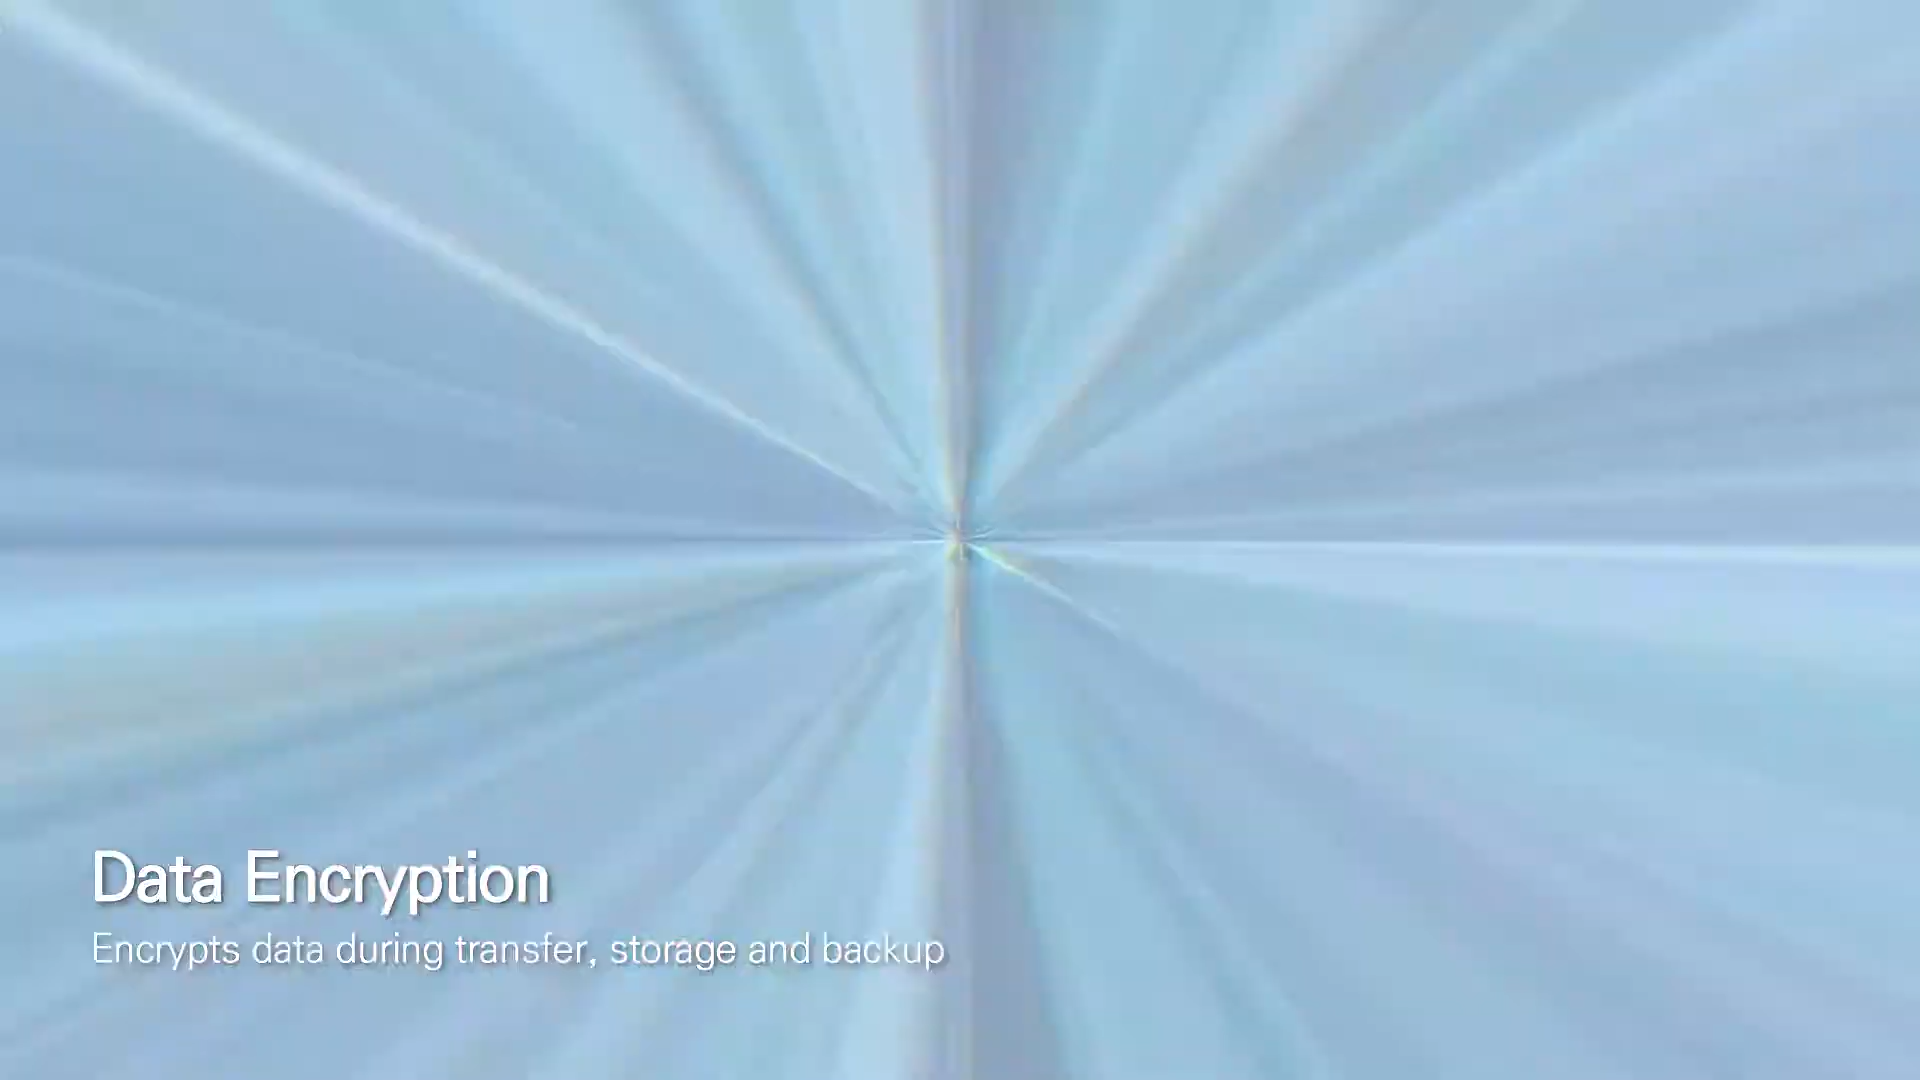 Data Encryption
Encrypts data during transfer, storage and backup